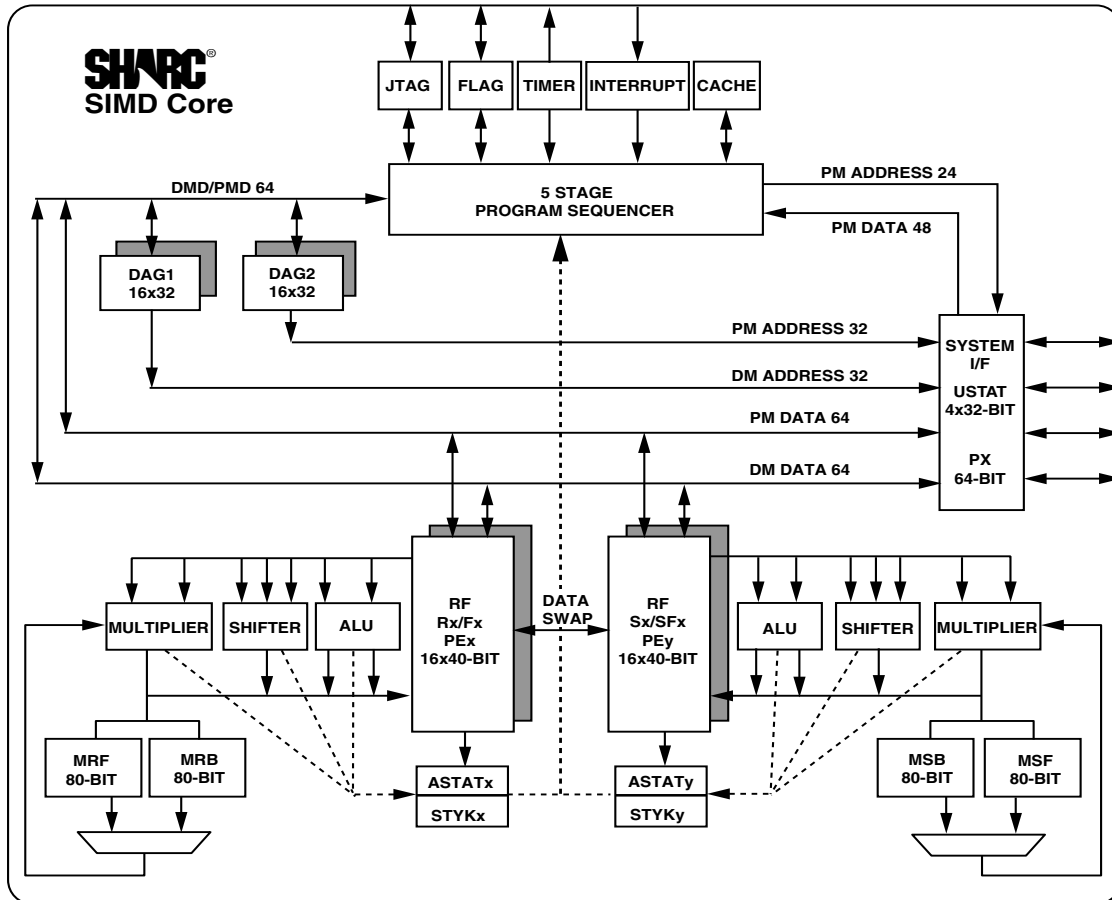 SHARC®
SIMD Core
JTAG
FLAG
TIMER
INTERRUPT
CACHE
DMD/PMD 64
5 STAGE
PROGRAM SEQUENCER
PM ADDRESS 24
PM DATA 48
DAG1
16x32
DAG2
16x32
PM ADDRESS 32
DM ADDRESS 32
PM DATA 64
DM DATA 64
SYSTEM
I/F
USTAT
4x32-BIT
PX
64-BIT
MULTIPLIER
SHIFTER
ALU
RF
Rx/Fx
PEx
16x40-BIT
DATA
SWAP
RF
Sx/SFx
PEy
16x40-BIT
ALU
SHIFTER
MULTIPLIER
MRF
80-BIT
MRB
80-BIT
ASTATx
STYKx
ASTATy
STYKy
MSB
80-BIT
MSF
80-BIT